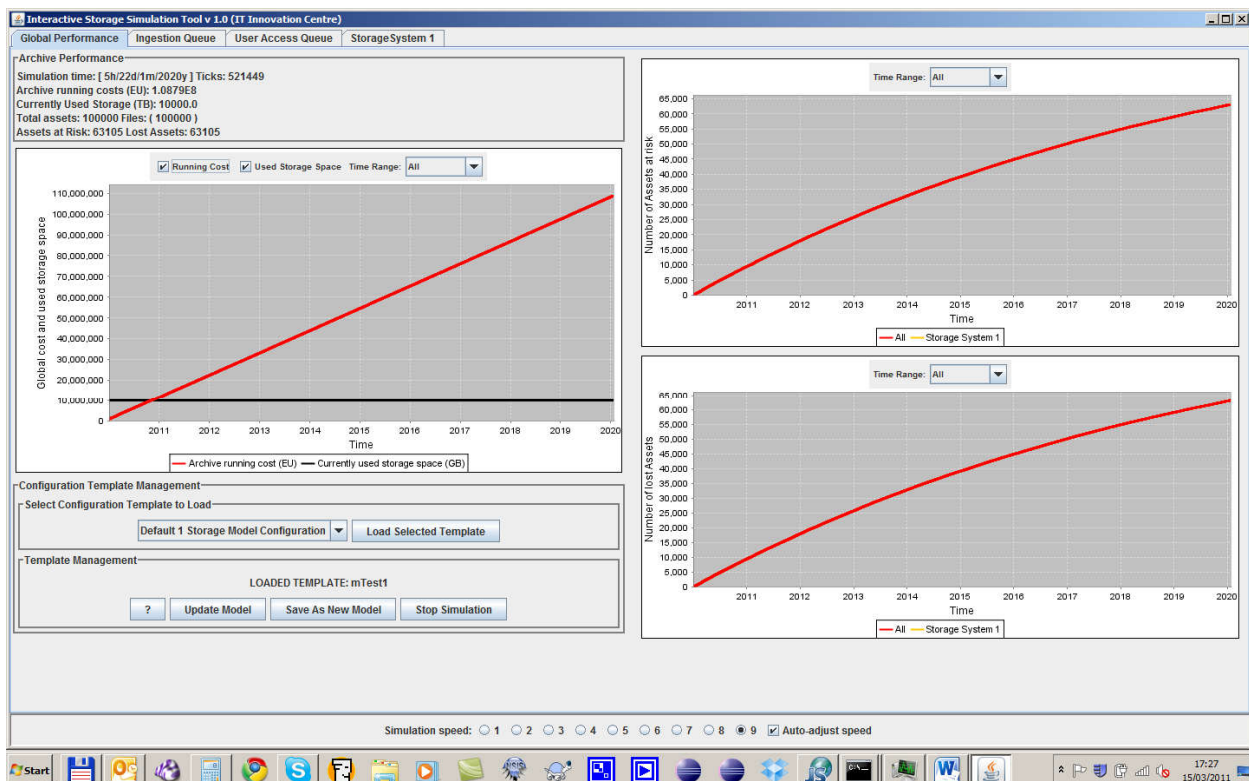 Interactive Storage Simulation Tool v 1.0 (IT Innovation Centre)
Global Performance Ingestion Queue User Access Queue StorageSystem 1
Archive Performance
Simulation time: [ 5h/22d/1m/2020y ] Ticks: 521449
Archive running costs (EU): 1.0879E8
Currently Used Storage (TB): 10000.0
Total assets: 100000 Files: ( 100000 )
Assets at Risk: 63105 Lost Assets: 63105
Running Cost Used Storage Space Time Range: All
Global cost and used storage space
110,000,000
100,000,000
90,000,000
80,000,000
70,000,000
60,000,000
50,000,000
40,000,000
30,000,000
20,000,000
10,000,000
0
2011 2012 2013 2014 2015 2016 2017 2018 2019 2020
Time
Archive running cost (EU) Currently used storage space (GB)
Configuration Template Management
Select Configuration Template to Load
Default 1 Storage Model Configuration Load Selected Template
Template Management
LOADED TEMPLATE: mTest1
? Update Model Save As New Model Stop Simulation
Time Range: All
Number of Assets at risk
65,000
60,000
55,000
50,000
45,000
40,000
35,000
30,000
25,000
20,000
15,000
10,000
5,000
0
2011 2012 2013 2014 2015 2016 2017 2018 2019 2020
Time
All Storage System 1
Time Range: All
Number of lost Assets
65,000
60,000
55,000
50,000
45,000
40,000
35,000
30,000
25,000
20,000
15,000
10,000
5,000
0
2011 2012 2013 2014 2015 2016 2017 2018 2019 2020
Time
All Storage System 1
Simulation speed: 1 2 3 4 5 6 7 8 9 Auto-adjust speed
Start
17:27
15/03/2011